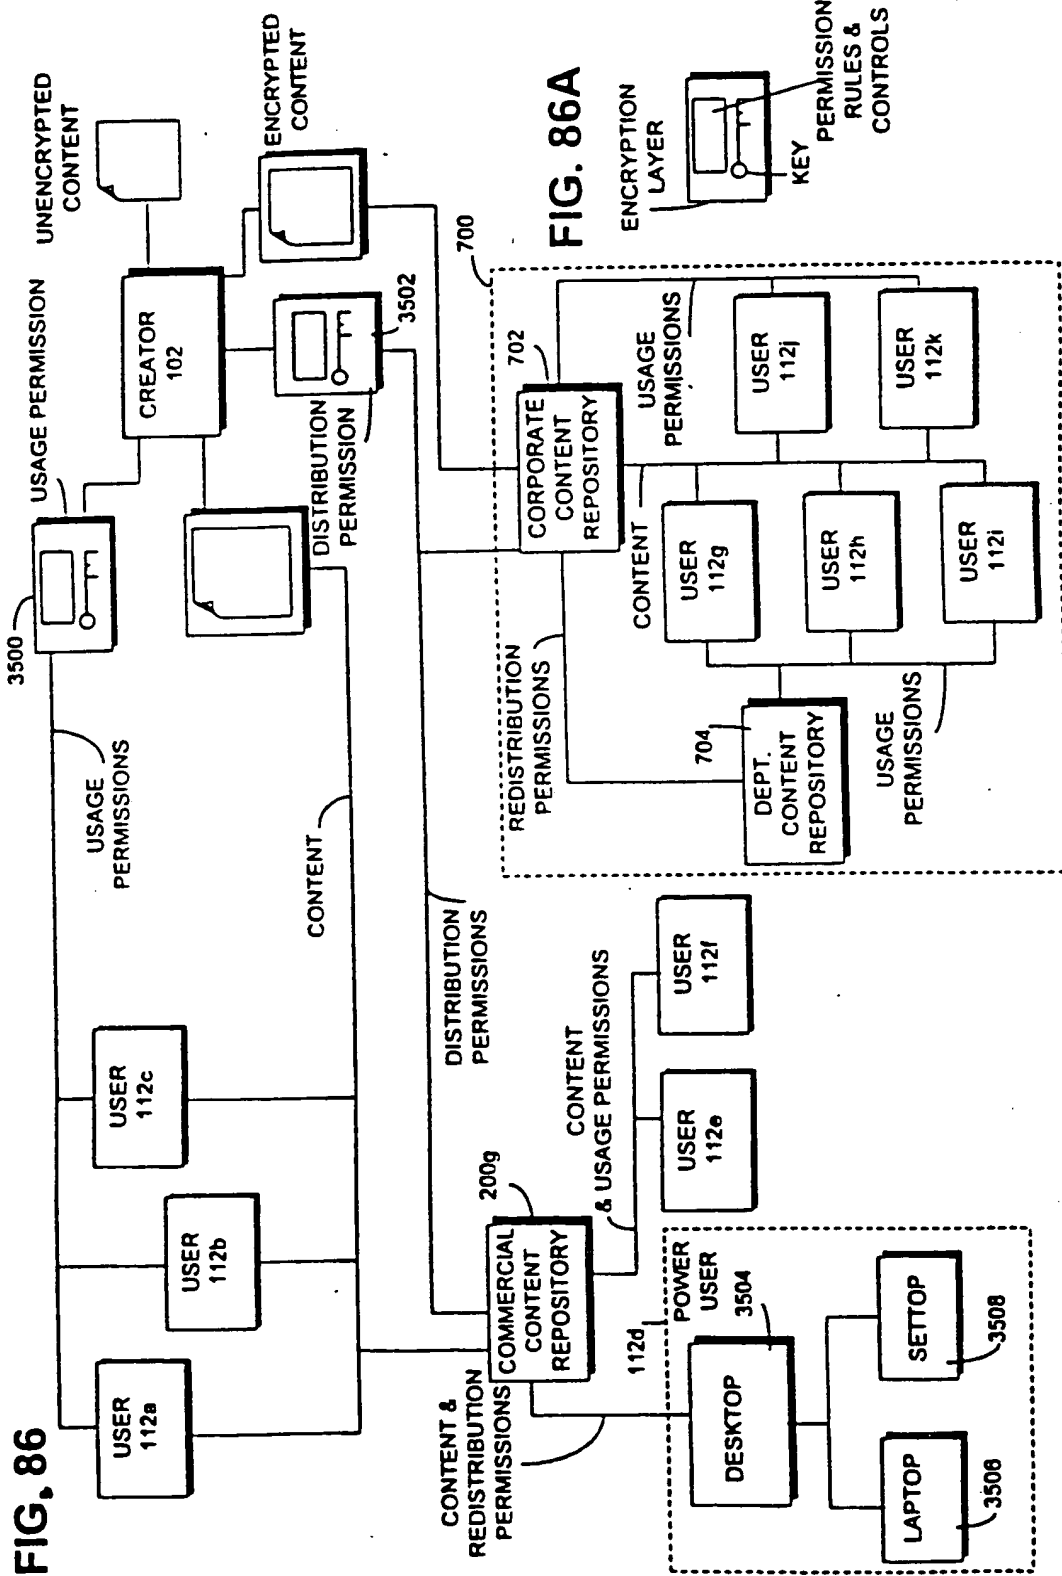 FIG. 86
UNENCRYPTED
CONTENT
USAGE PERMISSION
3500
CREATOR
102
ENCRYPTED
CONTENT
DISTRIBUTION
PERMISSION
3502
USAGE
PERMISSIONS
CONTENT
USER
112a
USER
112b
USER
112c
DISTRIBUTION
PERMISSIONS
COMMERCIAL
CONTENT
REPOSITORY
200g
CONTENT &
REDISTRIBUTION
PERMISSIONS
CONTENT
& USAGE PERMISSIONS
USER
112e
USER
112f
112d
POWER
USER
3504
DESKTOP
LAPTOP
3506
SETTOP
3508
700
CORPORATE
CONTENT
REPOSITORY
702
REDISTRIBUTION
PERMISSIONS
CONTENT
USAGE
PERMISSIONS
704
DEPT.
CONTENT
REPOSITORY
USAGE
PERMISSIONS
USER
112g
USER
112h
USER
112i
USER
112j
USER
112k
FIG. 86A
ENCRYPTION
LAYER
KEY
PERMISSION
RULES &
CONTROLS